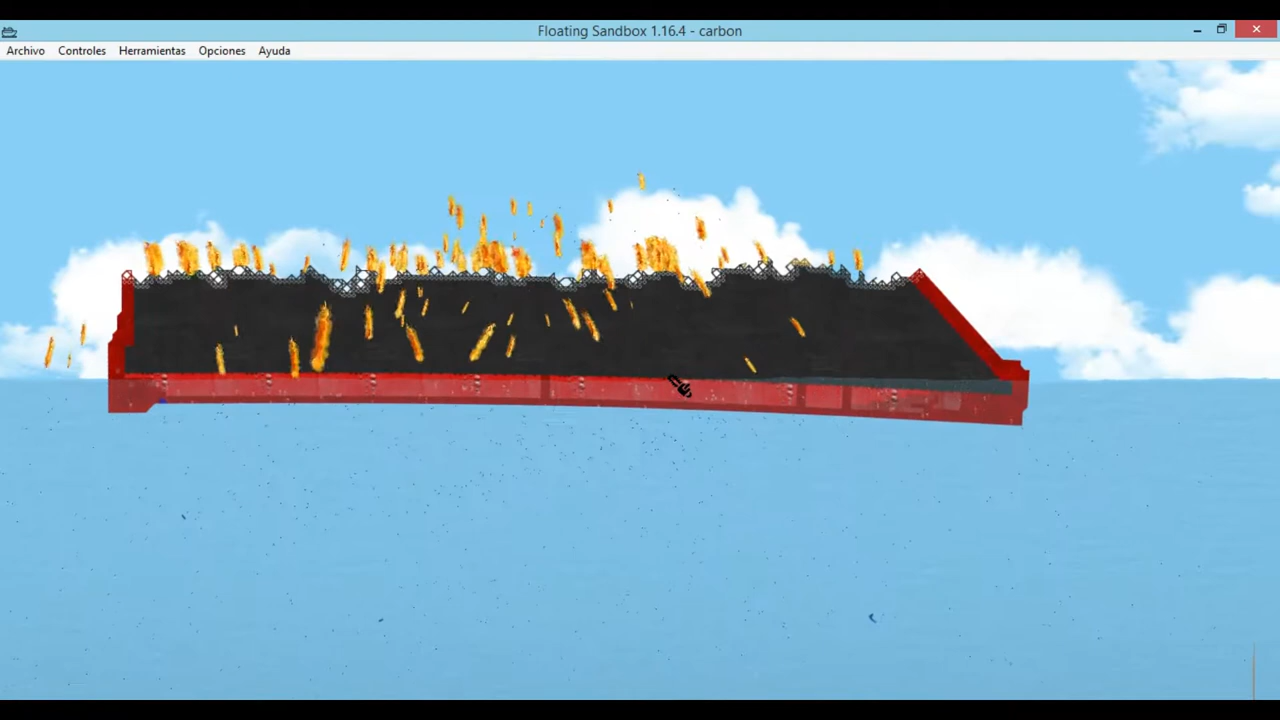 Floating Sandbox 1.16.4 - carbon
Archivo Controles Herramientas Opciones Ayuda